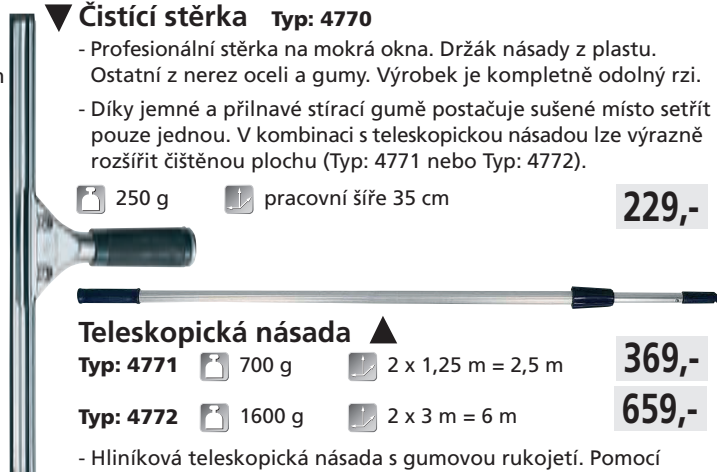 Čistící stěrka Typ: 4770
- Profesionální stěrka na mokrá okna. Držák násady z plastu.
Ostatní z nerez oceli a gumy. Výrobek je kompletně odolný rzi.
- Díky jemné a přilnavé stírací gumě postačuje sušené místo setřít
pouze jednou. V kombinaci s teleskopickou násadou lze výrazně
rozšířit čištěnou plochu (Typ: 4771 nebo Typ: 4772).
250 g pracovní šíře 35 cm 229,-
Teleskopická násada
Typ: 4771 700 g 2 x 1,25 m = 2,5 m 369,-
Typ: 4772 1600 g 2 x 3 m = 6 m 659,-
- Hliníková teleskopická násada s gumovou rukojetí. Pomocí